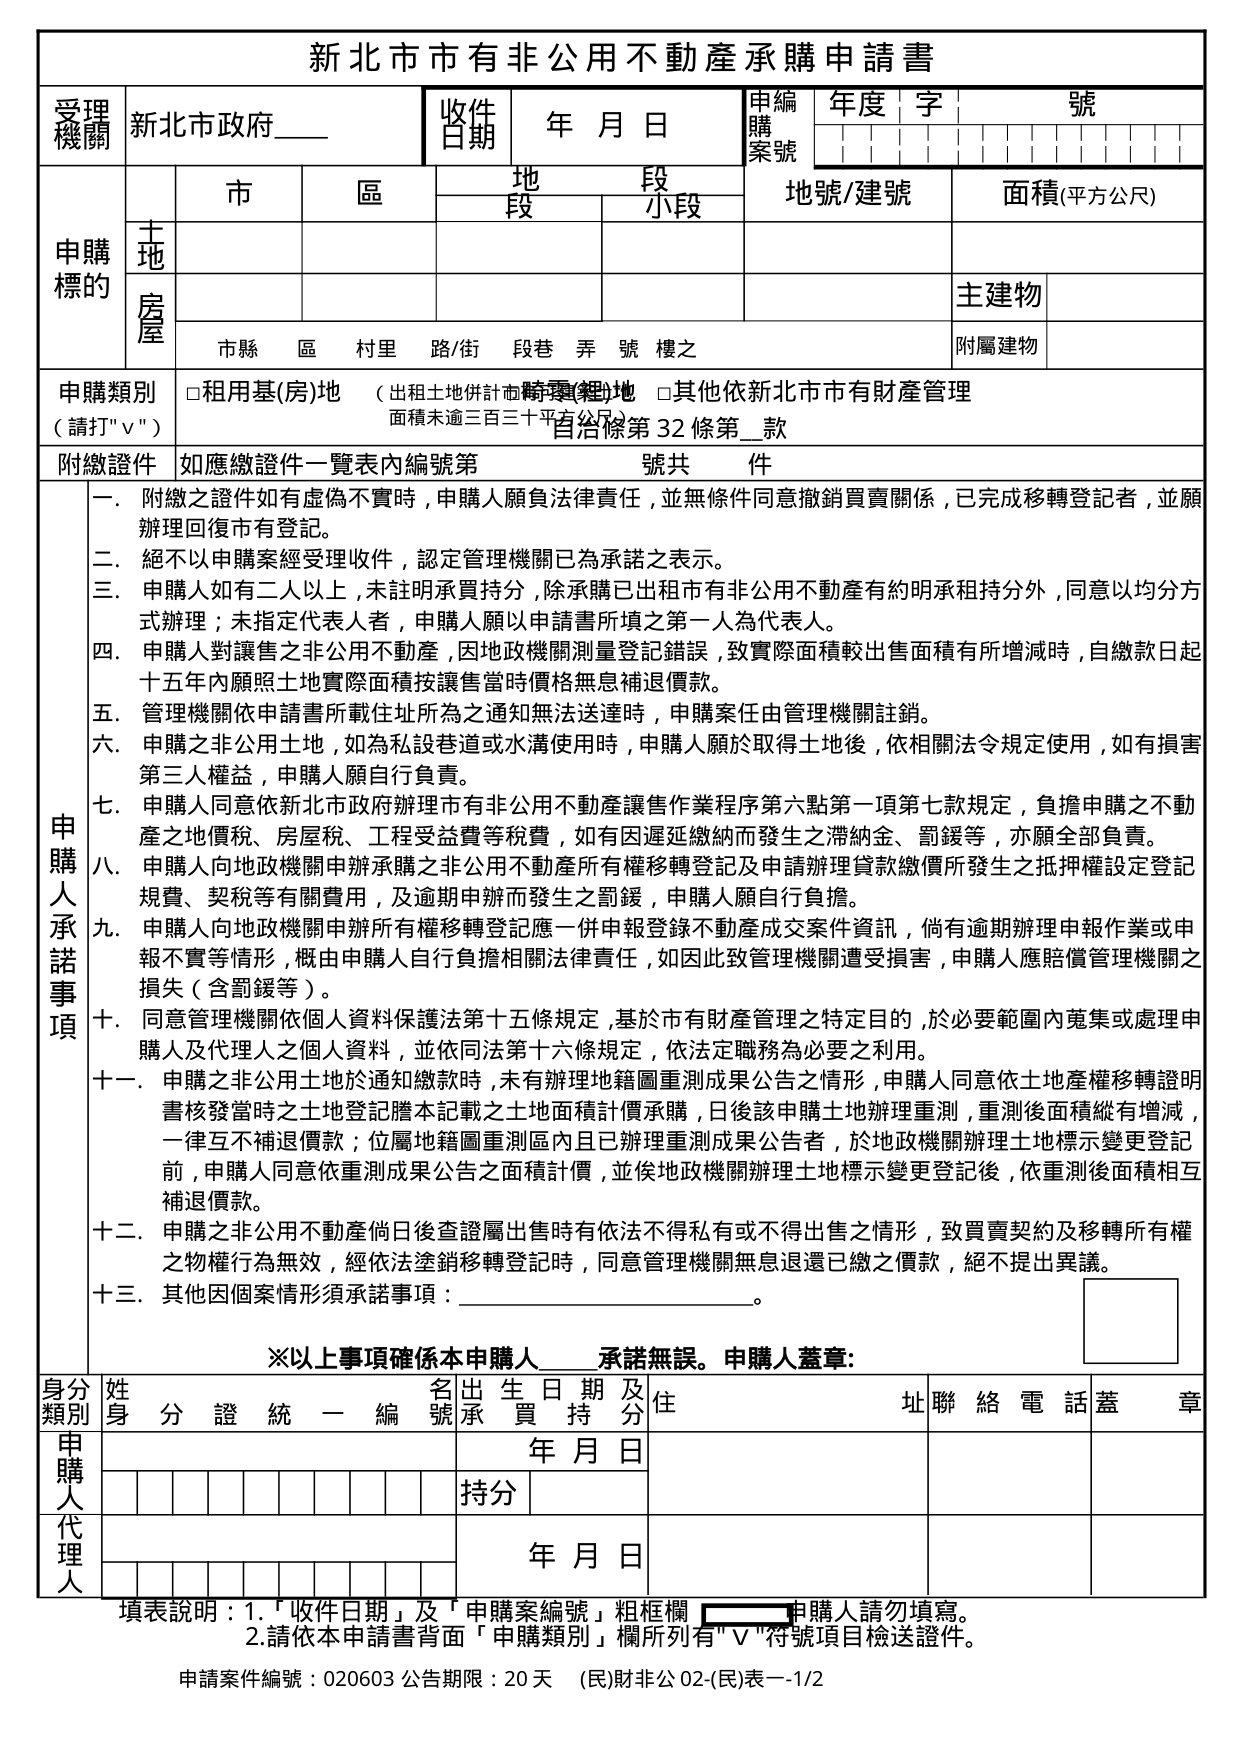 新北市市有非公用不動產承購申請書
受理機關 新北市政府____ 收件日期 年 月 日 申購案編號 年度 字 號
申購標的 市 區 地 段 地號/建號 面積(平方公尺)
段 小段
土地
房屋 主建物
市縣 區 村里 路/街 段巷 弄 號 樓之 附屬建物
申購類別 □租用基(房)地 (出租土地併計市有 □畸零(裡)地 □其他依新北市市有財產管理
(請打"v") 面積未逾三百三十平方公尺) 自治條第 32 條第__款
附繳證件 如應繳證件一覽表內編號第 號共 件
申購人承諾事項
一. 附繳之證件如有虛偽不實時,申購人願負法律責任,並無條件同意撤銷買賣關係,已完成移轉登記者,並願
辦理回復市有登記。
二. 絕不以申購案經受理收件,認定管理機關已為承諾之表示。
三. 申購人如有二人以上,未註明承買持分,除承購已出租市有非公用不動產有約明承租持分外,同意以均分方
式辦理;未指定代表人者,申購人願以申請書所填之第一人為代表人。
四. 申購人對讓售之非公用不動產,因地政機關測量登記錯誤,致實際面積較出售面積有所增減時,自繳款日起
十五年內願照土地實際面積按讓售當時價格無息補退價款。
五. 管理機關依申請書所載住址所為之通知無法送達時,申購案任由管理機關註銷。
六. 申購之非公用土地,如為私設巷道或水溝使用時,申購人願於取得土地後,依相關法令規定使用,如有損害
第三人權益,申購人願自行負責。
七. 申購人同意依新北市政府辦理市有非公用不動產讓售作業程序第六點第一項第七款規定,負擔申購之不動
產之地價稅、房屋稅、工程受益費等稅費,如有因遲延繳納而發生之滯納金、罰鍰等,亦願全部負責。
八. 申購人向地政機關申辦承購之非公用不動產所有權移轉登記及申請辦理貸款繳價所發生之抵押權設定登記
規費、契稅等有關費用,及逾期申辦而發生之罰鍰,申購人願自行負擔。
九. 申購人向地政機關申辦所有權移轉登記應一併申報登錄不動產成交案件資訊,倘有逾期辦理申報作業或申
報不實等情形,概由申購人自行負擔相關法律責任,如因此致管理機關遭受損害,申購人應賠償管理機關之
損失(含罰鍰等)。
十. 同意管理機關依個人資料保護法第十五條規定,基於市有財產管理之特定目的,於必要範圍內蒐集或處理申
購人及代理人之個人資料,並依同法第十六條規定,依法定職務為必要之利用。
十一. 申購之非公用土地於通知繳款時,未有辦理地籍圖重測成果公告之情形,申購人同意依土地產權移轉證明
書核發當時之土地登記謄本記載之土地面積計價承購,日後該申購土地辦理重測,重測後面積縱有增減,
一律互不補退價款;位屬地籍圖重測區內且已辦理重測成果公告者,於地政機關辦理土地標示變更登記
前,申購人同意依重測成果公告之面積計價,並俟地政機關辦理土地標示變更登記後,依重測後面積相互
補退價款。
十二. 申購之非公用不動產倘日後查證屬出售時有依法不得私有或不得出售之情形,致買賣契約及移轉所有權
之物權行為無效,經依法塗銷移轉登記時,同意管理機關無息退還已繳之價款,絕不提出異議。
十三. 其他因個案情形須承諾事項:_________________________。
※以上事項確係本申購人_____承諾無誤。申購人蓋章:
身分類別 姓名 出生日期及 住址 聯絡電話 蓋章
身分證統一編號 承買持分
申購人 年 月 日
持分
代理人 年 月 日
填表說明:1.「收件日期」及「申購案編號」粗框欄 申購人請勿填寫。
2.請依本申請書背面「申購類別」欄所列有"V"符號項目檢送證件。
申請案件編號:020603 公告期限:20 天 (民)財非公 02-(民)表一-1/2